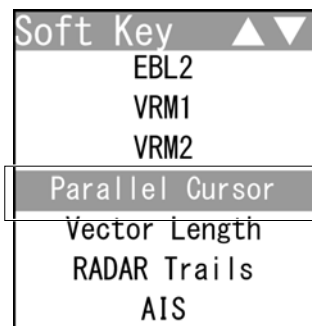 Soft Key ▲▼
EBL2
VRM1
VRM2
Parallel Cursor
Vector Length
RADAR Trails
AIS